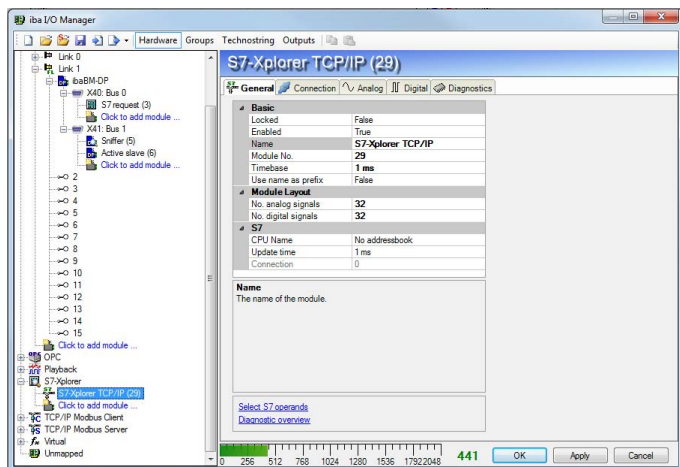 iba I/O Manager
Hardware Groups Technostring Outputs
Link 0
Link 1
ibaBM-DP
X40: Bus 0
S7 request (3)
Click to add module ...
X41: Bus 1
Sniffer (5)
Active slave (6)
Click to add module ...
2
3
4
5
6
7
8
9
10
11
12
13
14
15
Click to add module ...
OPC
Playback
S7-Xplorer
S7-Xplorer TCP/IP (29)
Click to add module ...
TCP/IP Modbus Client
TCP/IP Modbus Server
Virtual
Unmapped
S7-Xplorer TCP/IP (29)
General Connection Analog Digital Diagnostics
Basic
Locked False
Enabled True
Name S7-Xplorer TCP/IP
Module No. 29
Timebase 1 ms
Use name as prefix False
Module Layout
No. analog signals 32
No. digital signals 32
S7
CPU Name No addressbook
Update time 1 ms
Connection 0
Name
The name of the module.
Select S7 operands
Diagnostic overview
0 256 512 768 1024 1280 1536 1792 2048 441 OK Apply Cancel